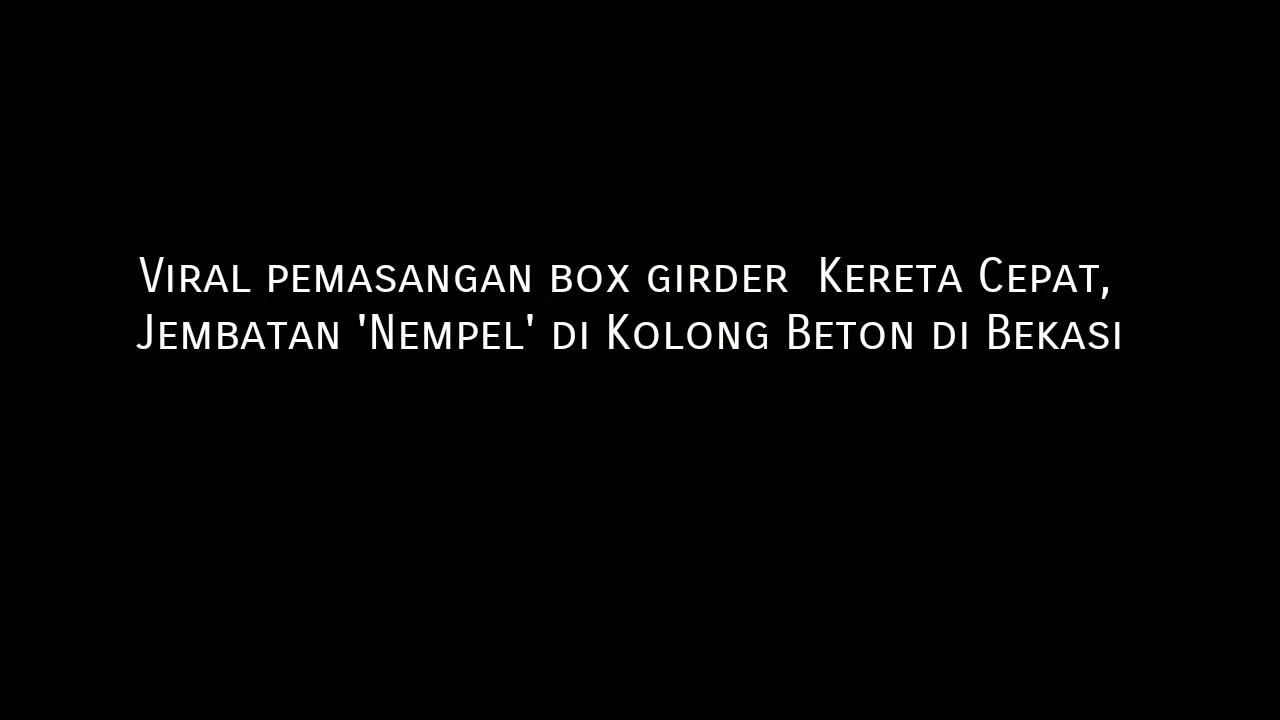 Viral pemasangan box girder  Kereta Cepat,
Jembatan 'Nempel' di Kolong Beton di Bekasi